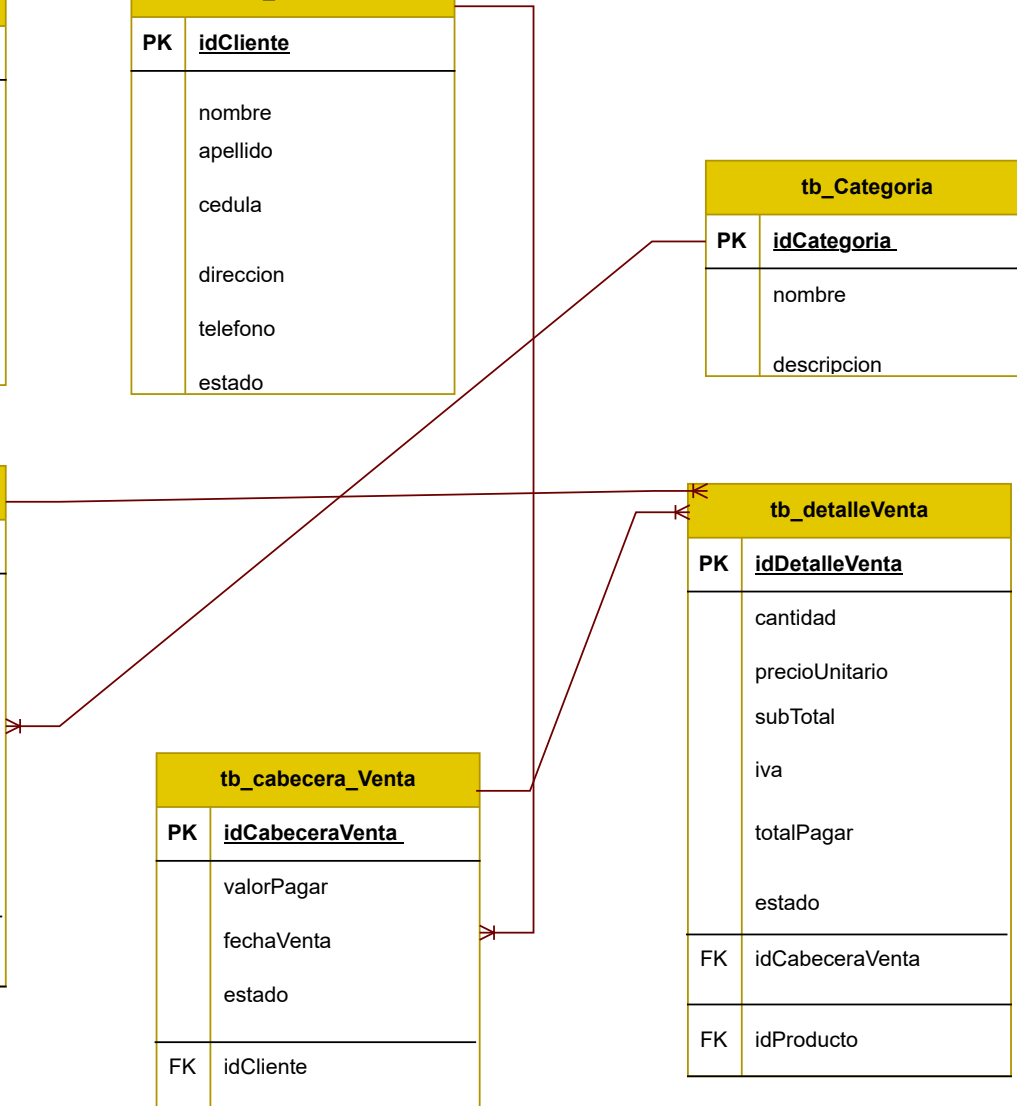 PK idCliente
nombre
apellido
cedula
direccion
telefono
estado
tb_Categoria
PK idCategoria
nombre
descripcion
tb_detalleVenta
PK idDetalleVenta
cantidad
precioUnitario
subTotal
iva
totalPagar
estado
FK idCabeceraVenta
FK idProducto
tb_cabecera_Venta
PK idCabeceraVenta
valorPagar
fechaVenta
estado
FK idCliente